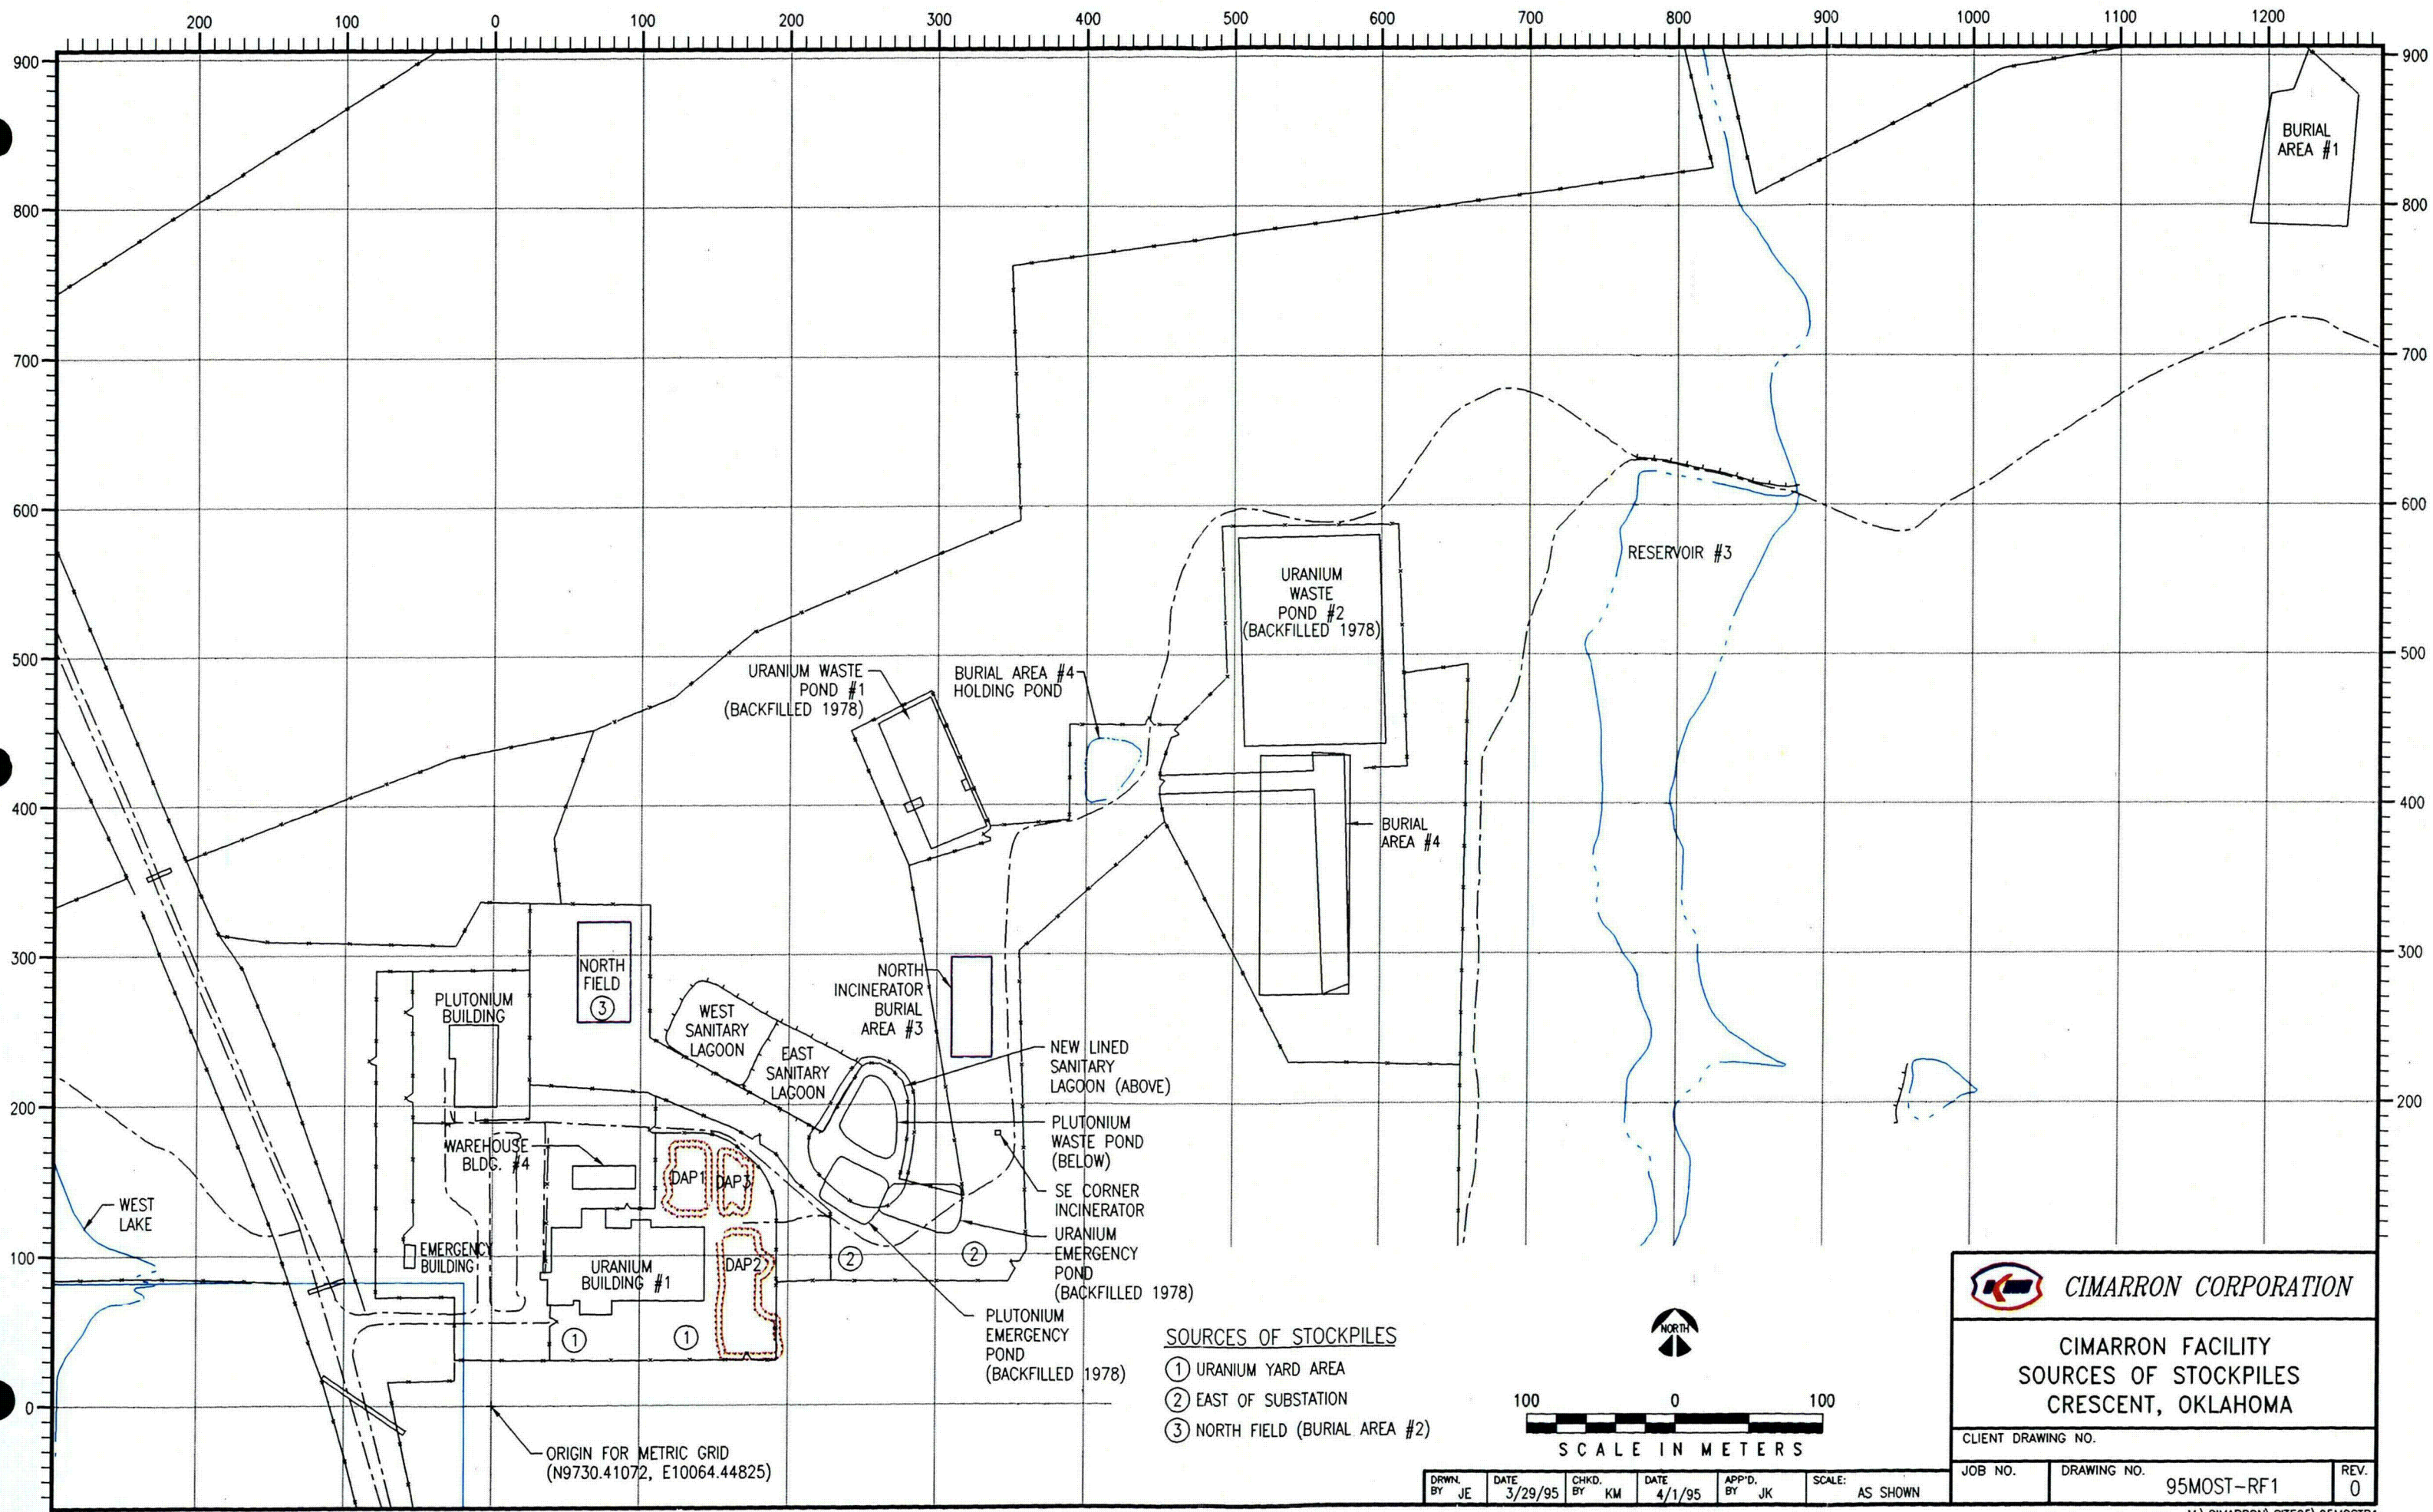 200 100 0 100 200 300 400 500 600 700 800 900 1000 1100 1200
900 900
BURIAL
AREA #1
800 800
700 700
600 600
RESERVOIR #3
URANIUM
WASTE
POND #2
(BACKFILLED 1978)
500 500
URANIUM WASTE
POND #1
(BACKFILLED 1978)
BURIAL AREA #4
HOLDING POND
400 400
BURIAL
AREA #4
300 300
NORTH
FIELD
3
NORTH
INCINERATOR
BURIAL
AREA #3
PLUTONIUM
BUILDING
WEST
SANITARY
LAGOON
EAST
SANITARY
LAGOON
NEW LINED
SANITARY
LAGOON (ABOVE)
200 200
PLUTONIUM
WASTE POND
(BELOW)
WAREHOUSE
BLDG. #4
DAP1
DAP3
SE CORNER
INCINERATOR
WEST
LAKE
URANIUM
EMERGENCY
POND
(BACKFILLED 1978)
100
EMERGENCY
BUILDING
URANIUM
BUILDING #1
DAP2
2
2
1
1
PLUTONIUM
EMERGENCY
POND
(BACKFILLED 1978)
0
ORIGIN FOR METRIC GRID
(N9730.41072, E10064.44825)
SOURCES OF STOCKPILES
1 URANIUM YARD AREA
2 EAST OF SUBSTATION
3 NORTH FIELD (BURIAL AREA #2)
NORTH
100 0 100
SCALE IN METERS
KM CIMARRON CORPORATION
CIMARRON FACILITY
SOURCES OF STOCKPILES
CRESCENT, OKLAHOMA
CLIENT DRAWING NO.
JOB NO. DRAWING NO. 95MOST-RF1 REV. 0
DRWN. BY JE DATE 3/29/95 CHKD. BY KM DATE 4/1/95 APP'D. BY JK SCALE: AS SHOWN